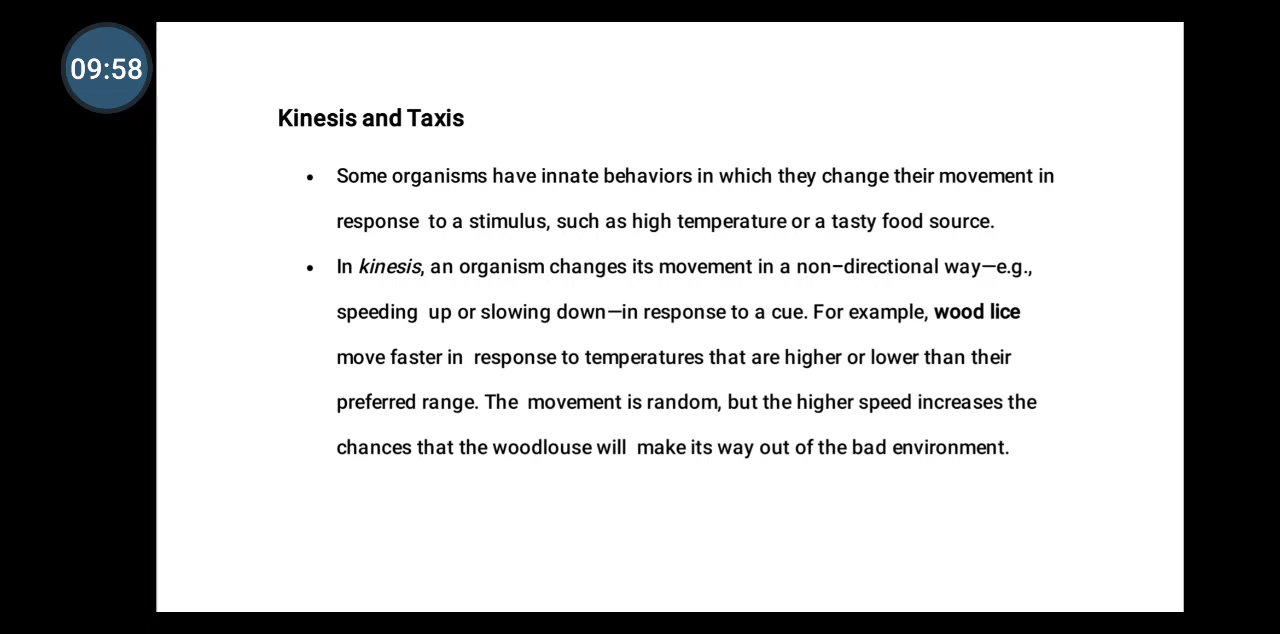 09:58
Kinesis and Taxis
• Some organisms have innate behaviors in which they change their movement in
response to a stimulus, such as high temperature or a tasty food source.
• In kinesis, an organism changes its movement in a non–directional way—e.g.,
speeding up or slowing down—in response to a cue. For example, wood lice
move faster in response to temperatures that are higher or lower than their
preferred range. The movement is random, but the higher speed increases the
chances that the woodlouse will make its way out of the bad environment.